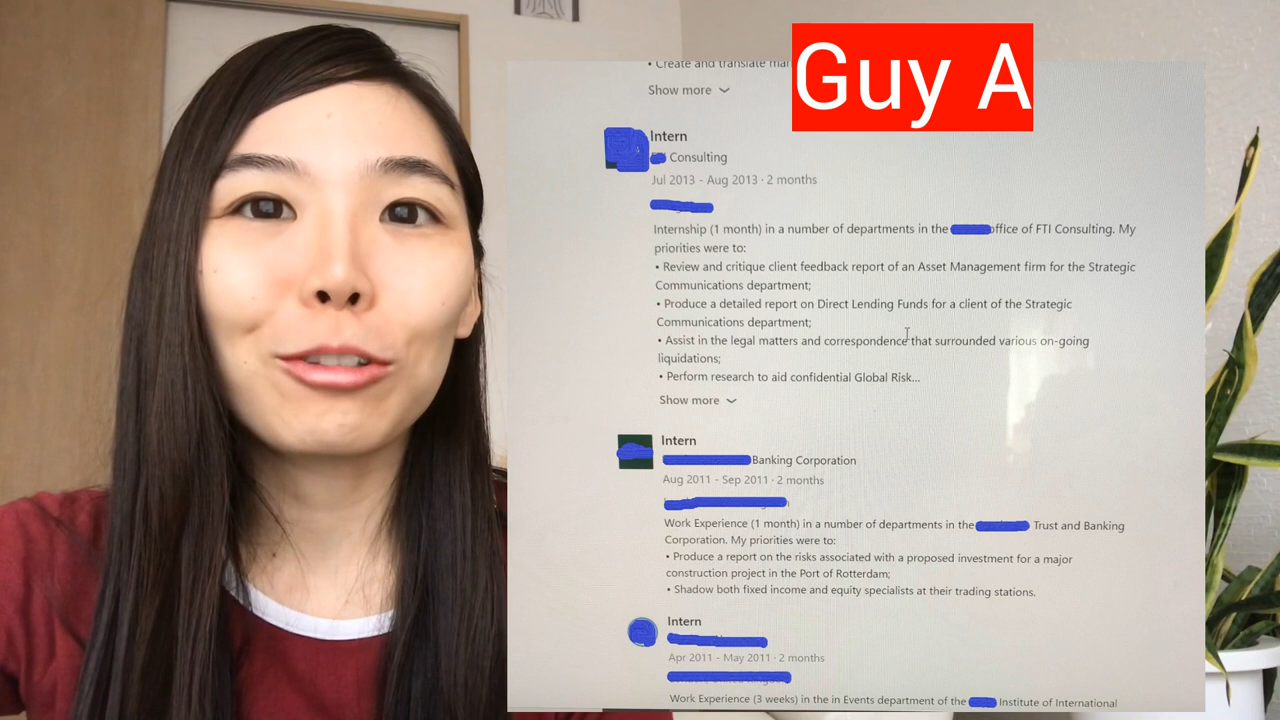 Guy A
• Create and translate
Show more
Intern
Consulting
Jul 2013 - Aug 2013 · 2 months
Internship (1 month) in a number of departments in the office of FTI Consulting. My
priorities were to:
• Review and critique client feedback report of an Asset Management firm for the Strategic
Communications department;
• Produce a detailed report on Direct Lending Funds for a client of the Strategic
Communications department;
• Assist in the legal matters and correspondence that surrounded various on-going
liquidations;
• Perform research to aid confidential Global Risk...
Show more
Intern
Banking Corporation
Aug 2011 - Sep 2011 · 2 months
Work Experience (1 month) in a number of departments in the Trust and Banking
Corporation. My priorities were to:
• Produce a report on the risks associated with a proposed investment for a major
construction project in the Port of Rotterdam;
• Shadow both fixed income and equity specialists at their trading stations.
Intern
Apr 2011 - May 2011 · 2 months
Work Experience (3 weeks) in the in Events department of the Institute of International